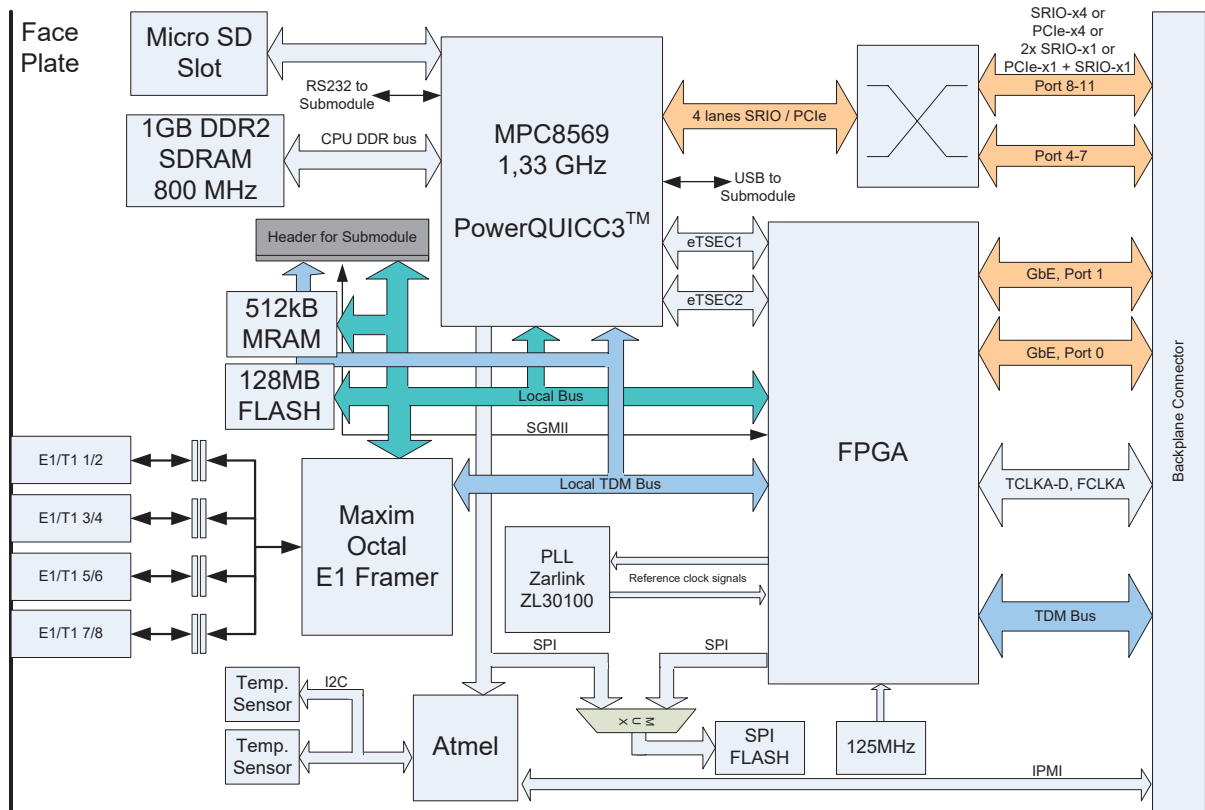 Face
Plate
Micro SD
Slot
RS232 to
Submodule
1GB DDR2
SDRAM
800 MHz
CPU DDR bus
MPC8569
1,33 GHz
PowerQUICC3TM
4 lanes SRIO / PCIe
SRIO-x4 or
PCIe-x4 or
2x SRIO-x1 or
PCIe-x1 + SRIO-x1
Port 8-11
Port 4-7
USB to
Submodule
Header for Submodule
eTSEC1
eTSEC2
512kB
MRAM
128MB
FLASH
Local Bus
SGMII
FPGA
GbE, Port 1
GbE, Port 0
Backplane Connector
E1/T1 1/2
E1/T1 3/4
E1/T1 5/6
E1/T1 7/8
Maxim
Octal
E1 Framer
Local TDM Bus
TCLKA-D, FCLKA
PLL
Zarlink
ZL30100
Reference clock signals
TDM Bus
SPI
SPI
Temp.
Sensor
I2C
Temp.
Sensor
Atmel
MUX
SPI
FLASH
125MHz
IPMI